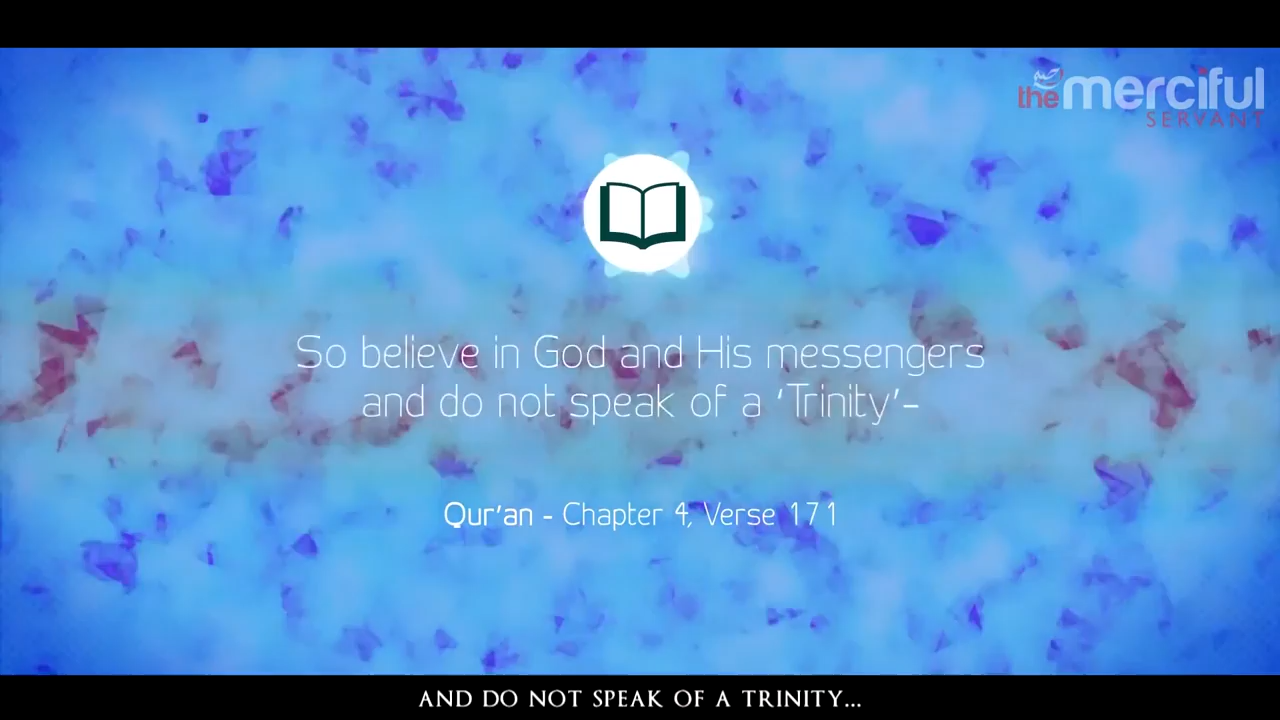 the merciful
SERVANT
So believe in God and His messengers
and do not speak of a 'Trinity'-
Qur'an - Chapter 4, Verse 171
AND DO NOT SPEAK OF A TRINITY...